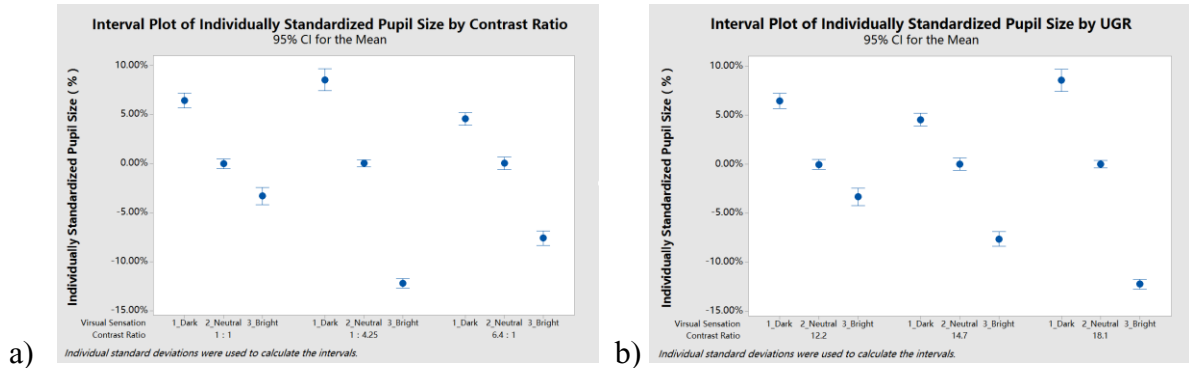 Interval Plot of Individually Standardized Pupil Size by Contrast Ratio
95% CI for the Mean
Individually Standardized Pupil Size ( % )
10.00%
5.00%
0.00%
-5.00%
-10.00%
-15.00%
Virsual Sensation 1_Dark 2_Neutral 3_Bright 1_Dark 2_Neutral 3_Bright 1_Dark 2_Neutral 3_Bright
Contrast Ratio 1 : 1 1 : 4.25 6.4 : 1
Individual standard deviations were used to calculate the intervals.
a)
Interval Plot of Individually Standardized Pupil Size by UGR
95% CI for the Mean
Individually Standardized Pupil Size ( % )
10.00%
5.00%
0.00%
-5.00%
-10.00%
-15.00%
Virsual Sensation 1_Dark 2_Neutral 3_Bright 1_Dark 2_Neutral 3_Bright 1_Dark 2_Neutral 3_Bright
Contrast Ratio 12.2 14.7 18.1
Individual standard deviations were used to calculate the intervals.
b)